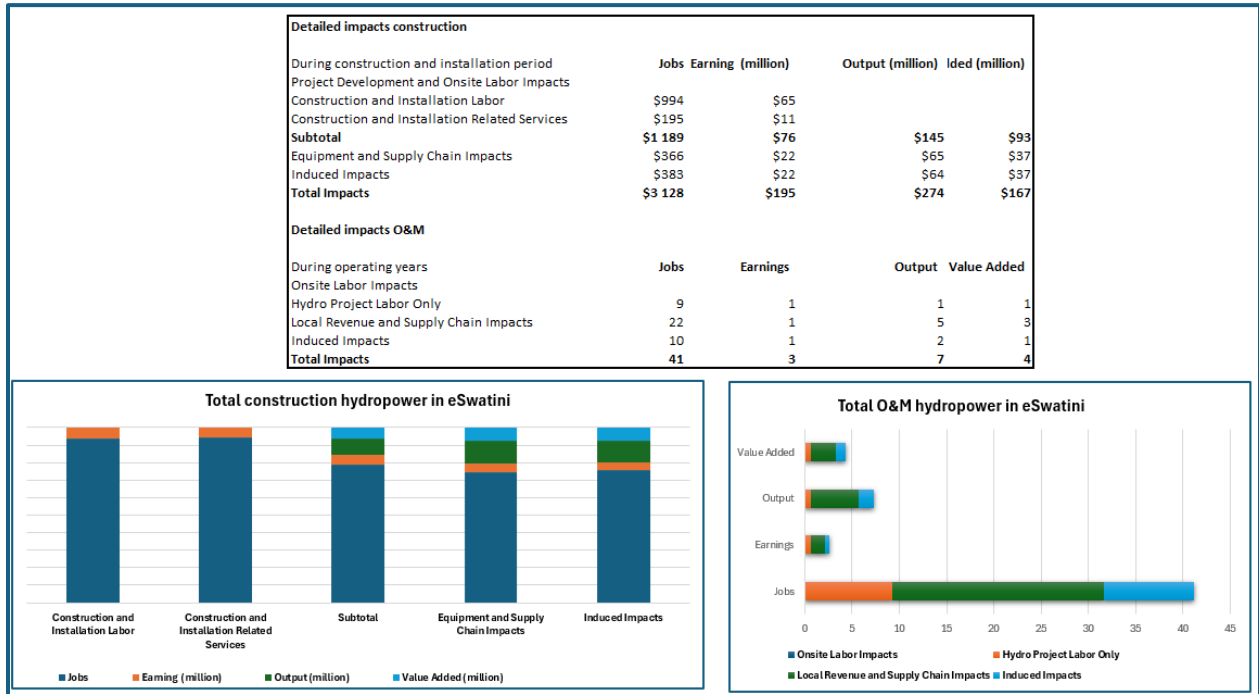 Detailed impacts construction
During construction and installation period Jobs Earning (million) Output (million) lded (million)
Project Development and Onsite Labor Impacts
Construction and Installation Labor $994 $65
Construction and Installation Related Services $195 $11
Subtotal $1 189 $76 $145 $93
Equipment and Supply Chain Impacts $366 $22 $65 $37
Induced Impacts $383 $22 $64 $37
Total Impacts $3 128 $195 $274 $167
Detailed impacts O&M
During operating years Jobs Earnings Output Value Added
Onsite Labor Impacts
Hydro Project Labor Only 9 1 1 1
Local Revenue and Supply Chain Impacts 22 1 5 3
Induced Impacts 10 1 2 1
Total Impacts 41 3 7 4
Total construction hydropower in eSwatini
Construction and Installation Labor
Construction and Installation Related Services
Subtotal
Equipment and Supply Chain Impacts
Induced Impacts
Jobs Earning (million) Output (million) Value Added (million)
Total O&M hydropower in eSwatini
Value Added
Output
Earnings
Jobs
0 5 10 15 20 25 30 35 40 45
Onsite Labor Impacts Hydro Project Labor Only
Local Revenue and Supply Chain Impacts Induced Impacts